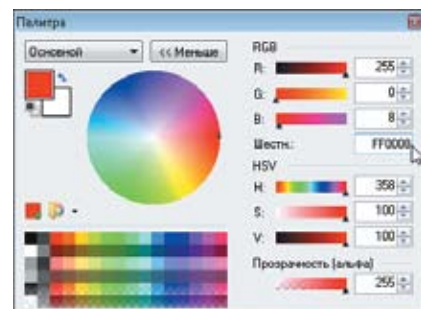 Палитра
Основной
<< Меньше
RGB
R: 255
G: 0
B: 8
Шестн.: FF0008
HSV
H: 358
S: 100
V: 100
Прозрачность (альфа)
255